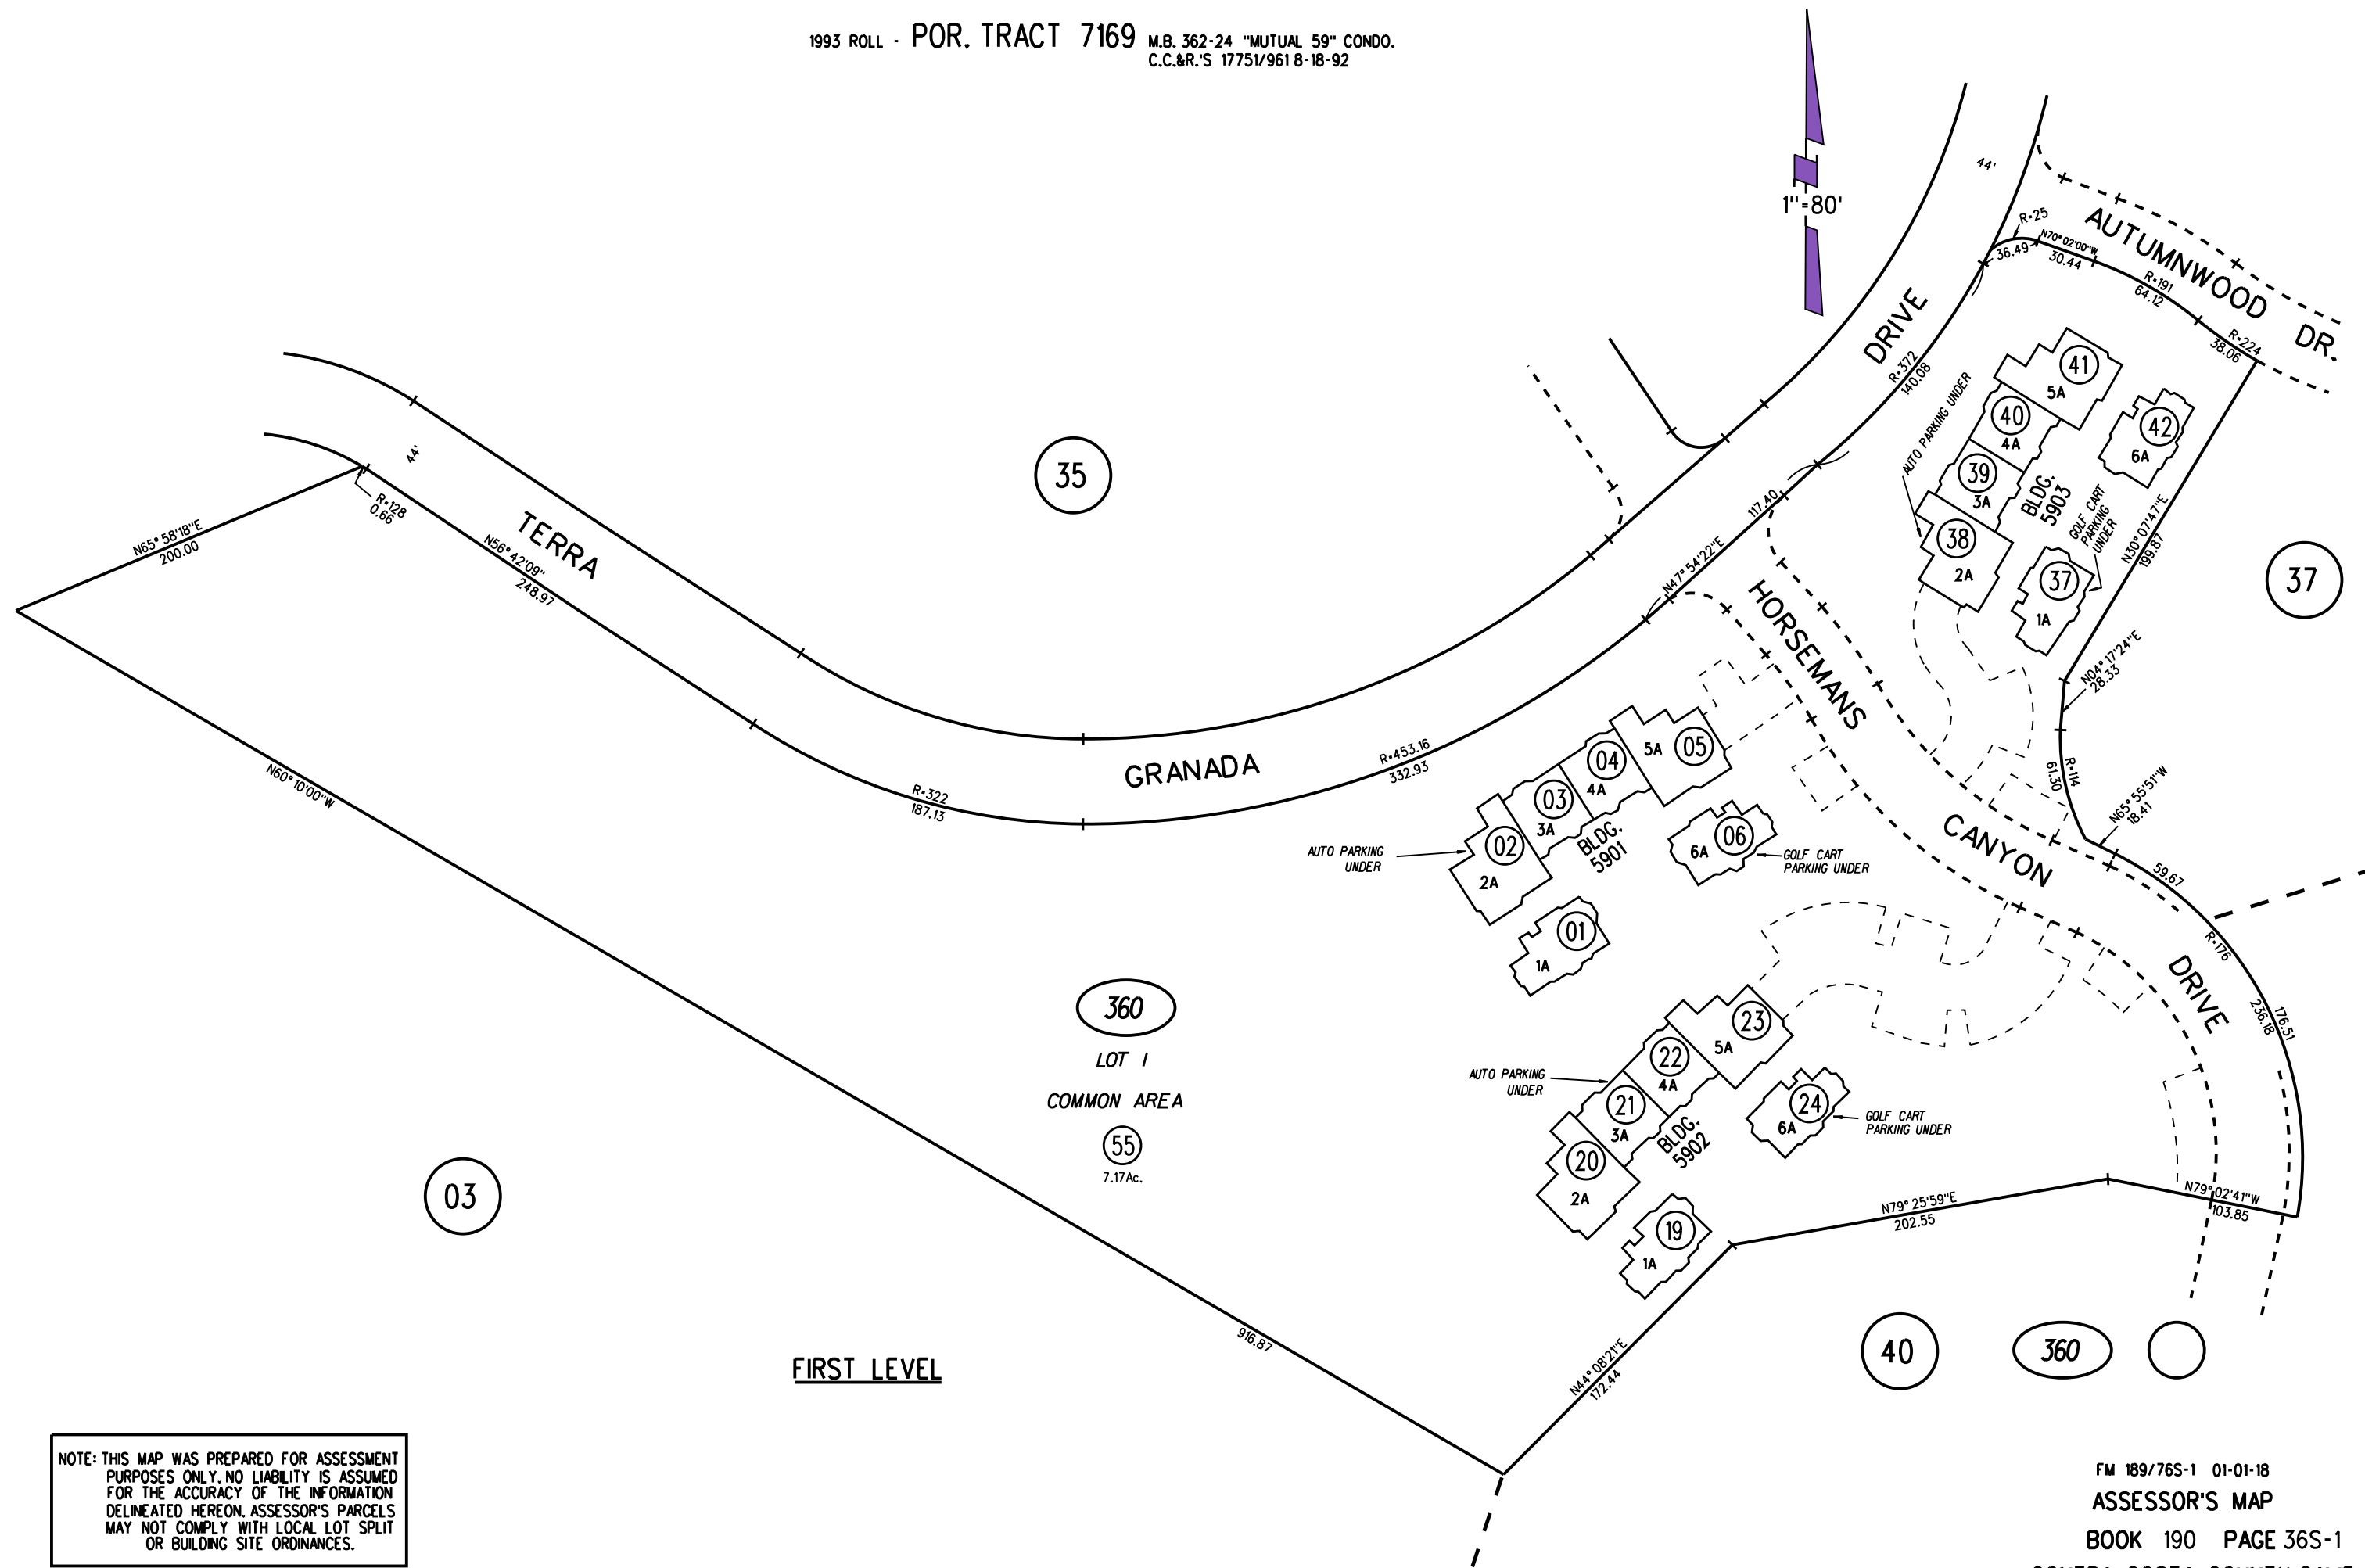 1993 ROLL - POR. TRACT 7169 M.B. 362-24 "MUTUAL 59" CONDO.
C.C.&R.'S 17751/961 8-18-92
1"=80'
44'
AUTUMNWOOD DR.
R=25
36.49
N70°02'00"W
30.44
R=191
64.12
R=224
38.06
DRIVE
R=372
140.08
AUTO PARKING UNDER
41
5A
40
4A
42
6A
39
3A
BLDG.
5903
38
2A
GOLF CART
PARKING
UNDER
37
1A
N30°07'47"E
199.87
37
35
44'
R=128
0.66
N65°58'18"E
200.00
TERRA
N56°42'09"
248.97
117.40
N47°54'22"E
HORSEMANS
N04°17'24"E
28.33
R=114
61.30
N65°55'51"W
18.41
GRANADA
R=453.16
332.93
R=322
187.13
N60°10'00"W
05
5A
04
4A
03
3A
02
2A
BLDG.
5901
06
6A
AUTO PARKING
UNDER
GOLF CART
PARKING UNDER
01
1A
CANYON
59.67
R=176
DRIVE
176.51
236.18
360
LOT 1
COMMON AREA
55
7.17Ac.
23
5A
22
4A
21
3A
20
2A
BLDG.
5902
24
6A
AUTO PARKING
UNDER
GOLF CART
PARKING UNDER
19
1A
03
N79°25'59"E
202.55
N79°02'41"W
103.85
916.87
N44°08'21"E
172.44
40
360
FIRST LEVEL
NOTE: THIS MAP WAS PREPARED FOR ASSESSMENT
PURPOSES ONLY. NO LIABILITY IS ASSUMED
FOR THE ACCURACY OF THE INFORMATION
DELINEATED HEREON. ASSESSOR'S PARCELS
MAY NOT COMPLY WITH LOCAL LOT SPLIT
OR BUILDING SITE ORDINANCES.
FM 189/76S-1 01-01-18
ASSESSOR'S MAP
BOOK 190 PAGE 36S-1